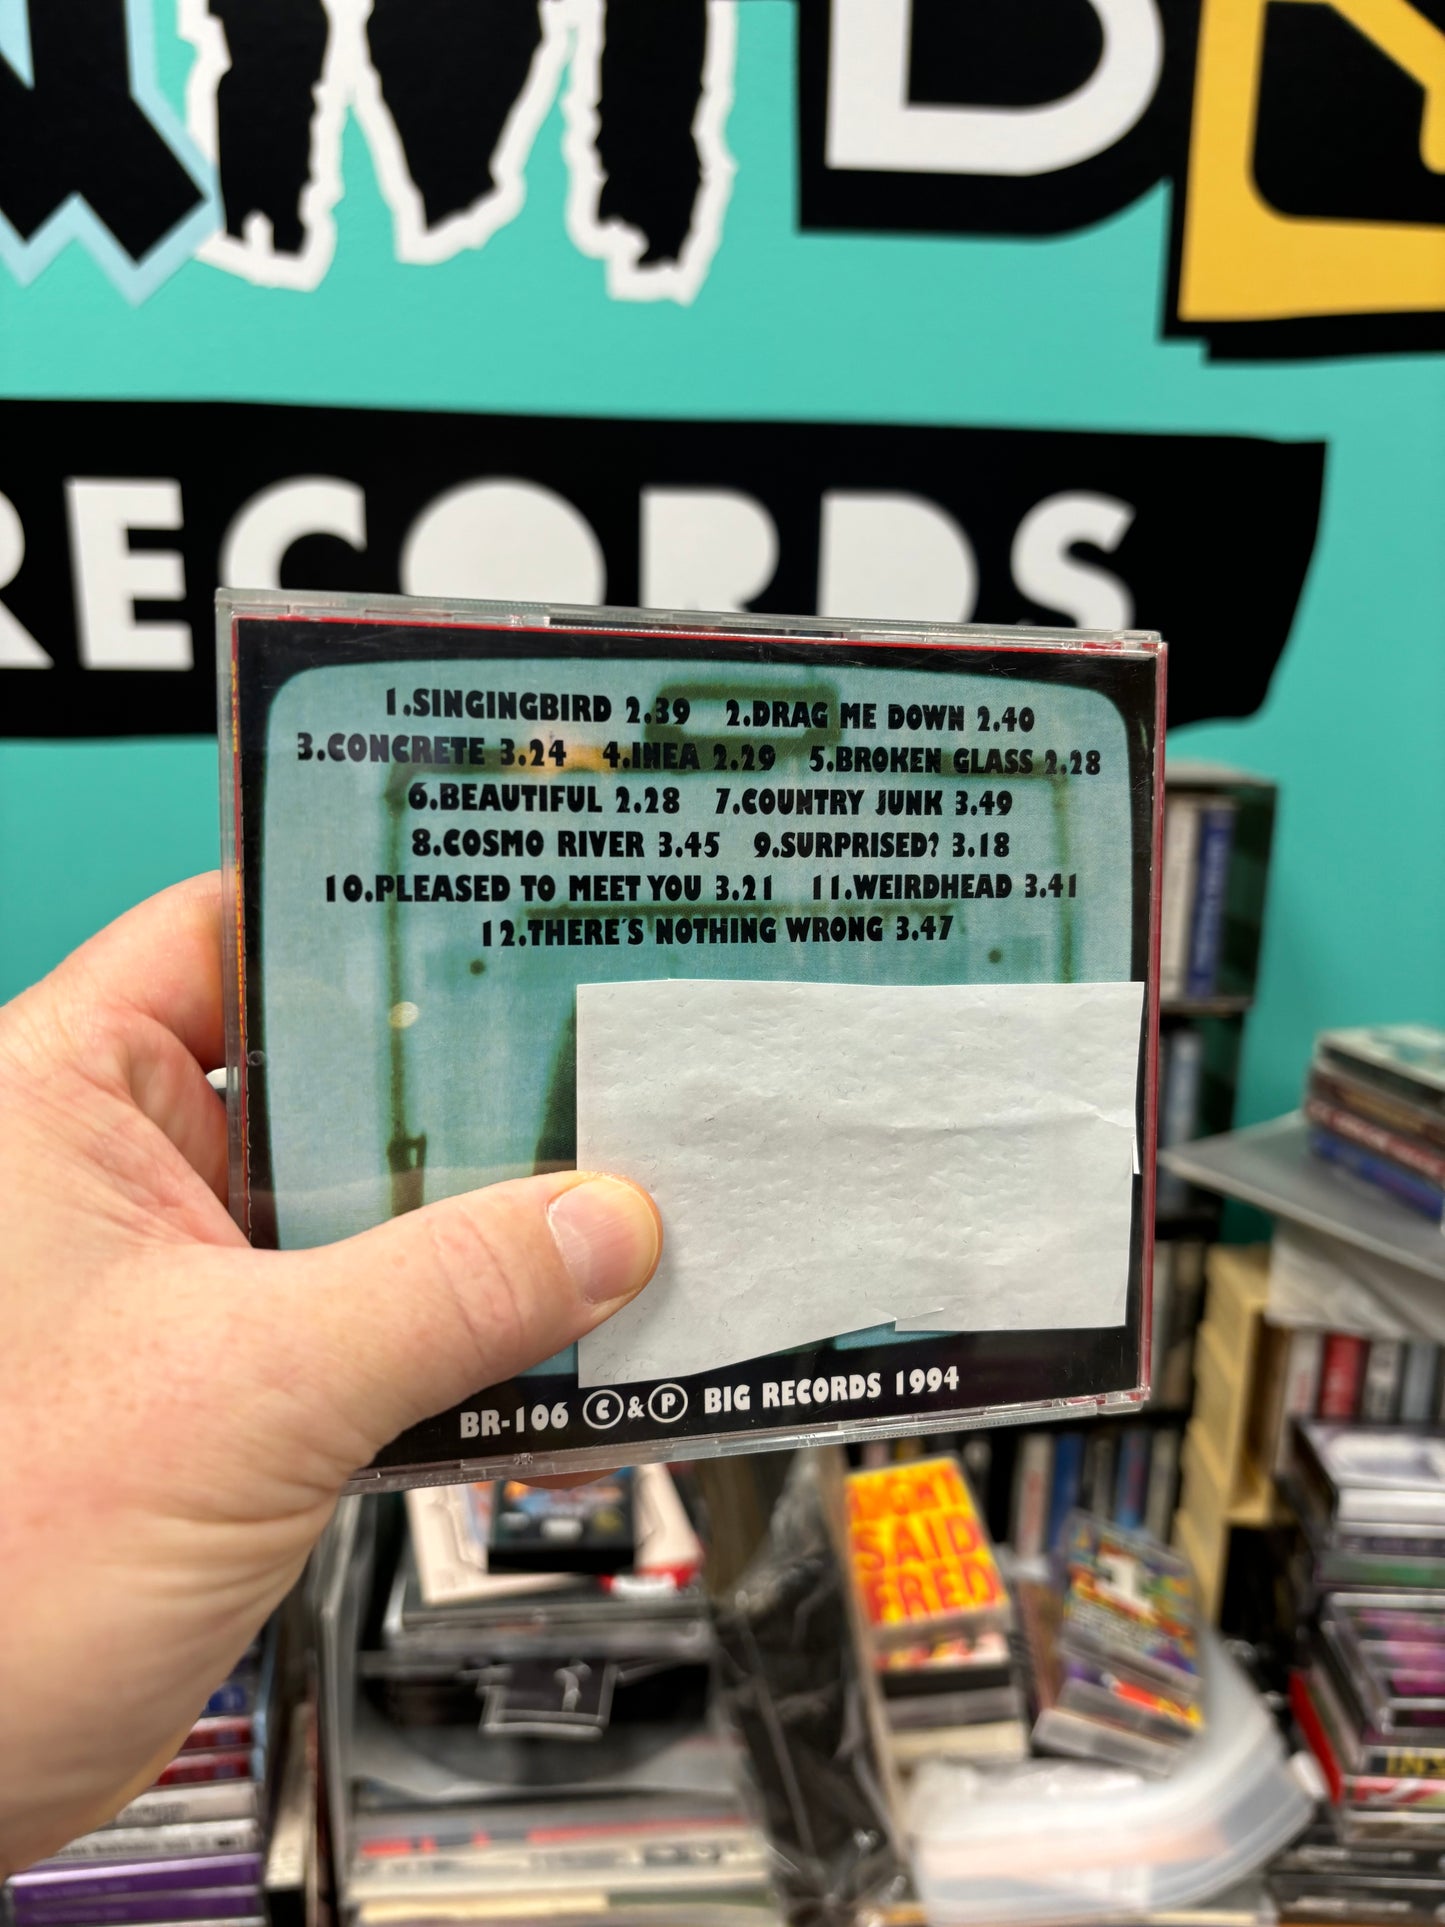 RECORDS
1.SINGINGBIRD 2.39 2.DRAG ME DOWN 2.40
3.CONCRETE 3.24 4.INEA 2.29 5.BROKEN GLASS 2.28
6.BEAUTIFUL 2.28 7.COUNTRY JUNK 3.49
8.COSMO RIVER 3.45 9.SURPRISED? 3.18
10.PLEASED TO MEET YOU 3.21 11.WEIRDHEAD 3.41
12.THERE'S NOTHING WRONG 3.47
BR-106 Ⓒ&Ⓟ BIG RECORDS 1994
SAID
FRED